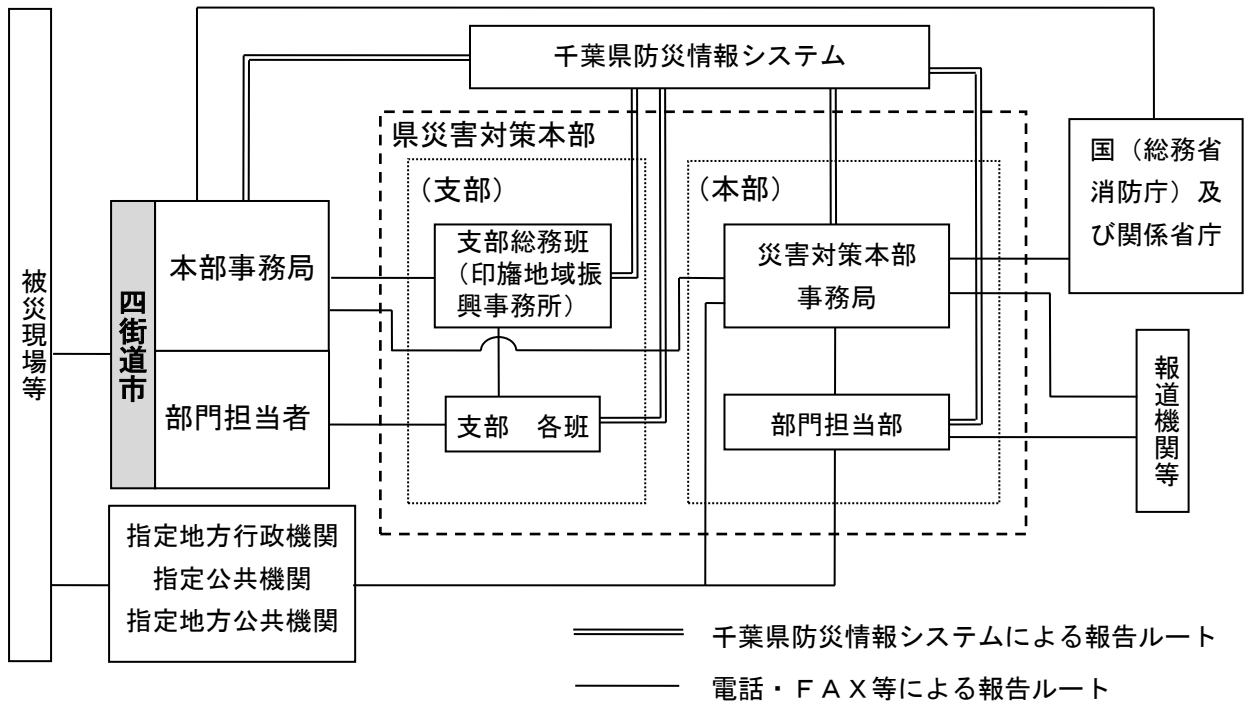 千葉県防災情報システム
県災害対策本部
（支部）
（本部）
国（総務省
消防庁）及
び関係省庁
被災現場等
四街道市
本部事務局
支部総務班
（印旛地域振
興事務所）
災害対策本部
事務局
部門担当者
支部　各班
部門担当部
報道機関等
指定地方行政機関
指定公共機関
指定地方公共機関
千葉県防災情報システムによる報告ルート
電話・ＦＡＸ等による報告ルート